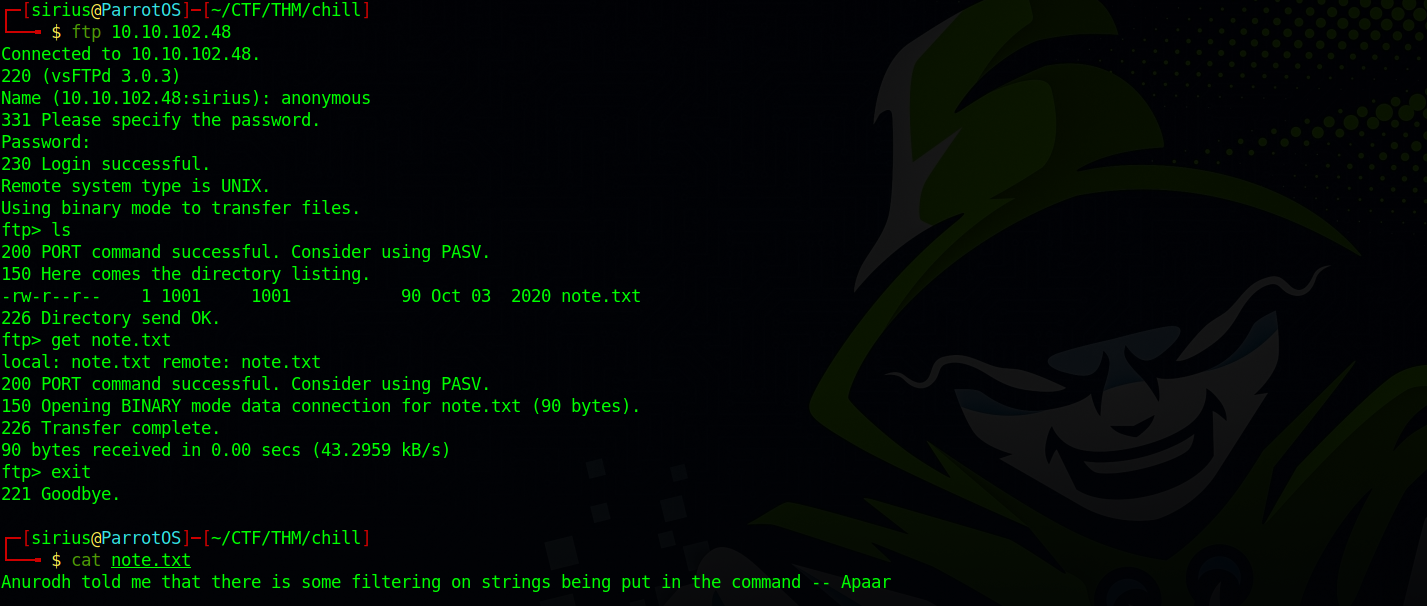 ┌─[sirius@ParrotOS]─[~/CTF/THM/chill]
└──╼ $ ftp 10.10.102.48
Connected to 10.10.102.48.
220 (vsFTPd 3.0.3)
Name (10.10.102.48:sirius): anonymous
331 Please specify the password.
Password:
230 Login successful.
Remote system type is UNIX.
Using binary mode to transfer files.
ftp> ls
200 PORT command successful. Consider using PASV.
150 Here comes the directory listing.
-rw-r--r--    1 1001     1001           90 Oct 03  2020 note.txt
226 Directory send OK.
ftp> get note.txt
local: note.txt remote: note.txt
200 PORT command successful. Consider using PASV.
150 Opening BINARY mode data connection for note.txt (90 bytes).
226 Transfer complete.
90 bytes received in 0.00 secs (43.2959 kB/s)
ftp> exit
221 Goodbye.
┌─[sirius@ParrotOS]─[~/CTF/THM/chill]
└──╼ $ cat note.txt
Anurodh told me that there is some filtering on strings being put in the command -- Apaar